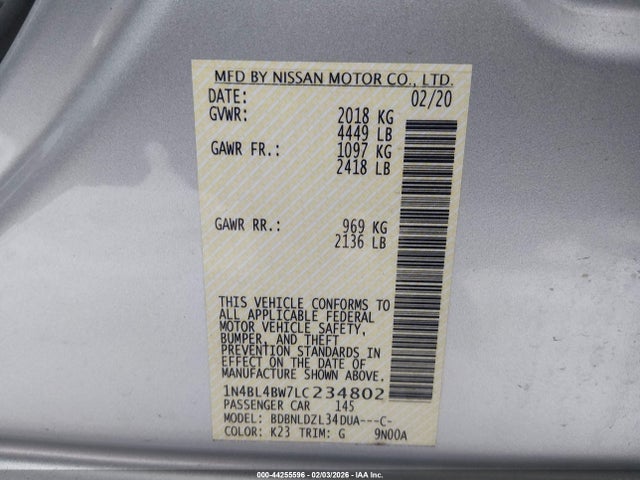 MFD BY NISSAN MOTOR CO., LTD.
DATE: 02/20
GVWR: 2018 KG
4449 LB
GAWR FR.: 1097 KG
2418 LB
GAWR RR.: 969 KG
2136 LB
THIS VEHICLE CONFORMS TO
ALL APPLICABLE FEDERAL
MOTOR VEHICLE SAFETY,
BUMPER, AND THEFT
PREVENTION STANDARDS IN
EFFECT ON THE DATE OF
MANUFACTURE SHOWN ABOVE.
1N4BL4BW7LC234802
PASSENGER CAR 145
MODEL: BDBNLDZL34DUA---C-
COLOR: K23 TRIM: G 9N00A
000-44255596 - 02/03/2026 - IAAI.COM